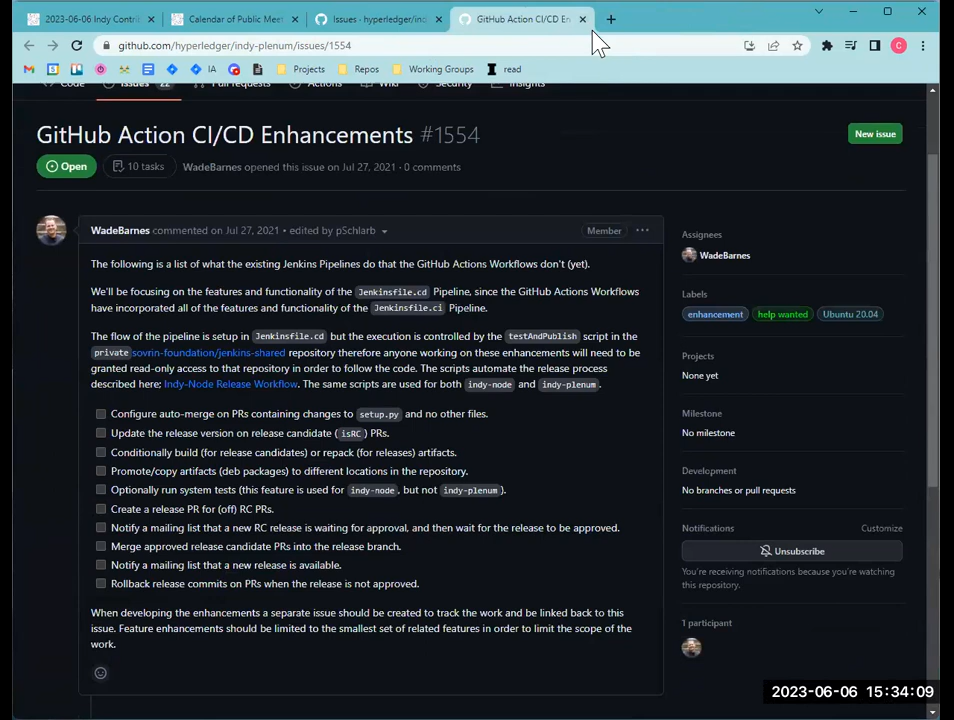 2023-06-06 Indy Contrib
Calendar of Public Meet
Issues · hyperledger/ind
GitHub Action CI/CD En
github.com/hyperledger/indy-plenum/issues/1554
C
IA
Projects
Repos
Working Groups
read
Code
Issues 22
Pull requests
Actions
Wiki
Security
Insights
GitHub Action CI/CD Enhancements #1554
New issue
Open
10 tasks
WadeBarnes opened this issue on Jul 27, 2021 · 0 comments
WadeBarnes commented on Jul 27, 2021 • edited by pSchlarb
Member
The following is a list of what the existing Jenkins Pipelines do that the GitHub Actions Workflows don't (yet).
We'll be focusing on the features and functionality of the Jenkinsfile.cd Pipeline, since the GitHub Actions Workflows
have incorporated all of the features and functionality of the Jenkinsfile.ci Pipeline.
The flow of the pipeline is setup in Jenkinsfile.cd but the execution is controlled by the testAndPublish script in the
private sovrin-foundation/jenkins-shared repository therefore anyone working on these enhancements will need to be
granted read-only access to that repository in order to follow the code. The scripts automate the release process
described here: Indy-Node Release Workflow. The same scripts are used for both indy-node and indy-plenum.
Configure auto-merge on PRs containing changes to setup.py and no other files.
Update the release version on release candidate (isRC) PRs.
Conditionally build (for release candidates) or repack (for releases) artifacts.
Promote/copy artifacts (deb packages) to different locations in the repository.
Optionally run system tests (this feature is used for indy-node, but not indy-plenum).
Create a release PR for (off) RC PRs.
Notify a mailing list that a new RC release is waiting for approval, and then wait for the release to be approved.
Merge approved release candidate PRs into the release branch.
Notify a mailing list that a new release is available.
Rollback release commits on PRs when the release is not approved.
When developing the enhancements a separate issue should be created to track the work and be linked back to this
issue. Feature enhancements should be limited to the smallest set of related features in order to limit the scope of the
work.
Assignees
WadeBarnes
Labels
enhancement
help wanted
Ubuntu 20.04
Projects
None yet
Milestone
No milestone
Development
No branches or pull requests
Notifications
Customize
Unsubscribe
You're receiving notifications because you're watching
this repository.
1 participant
2023-06-06 15:34:09